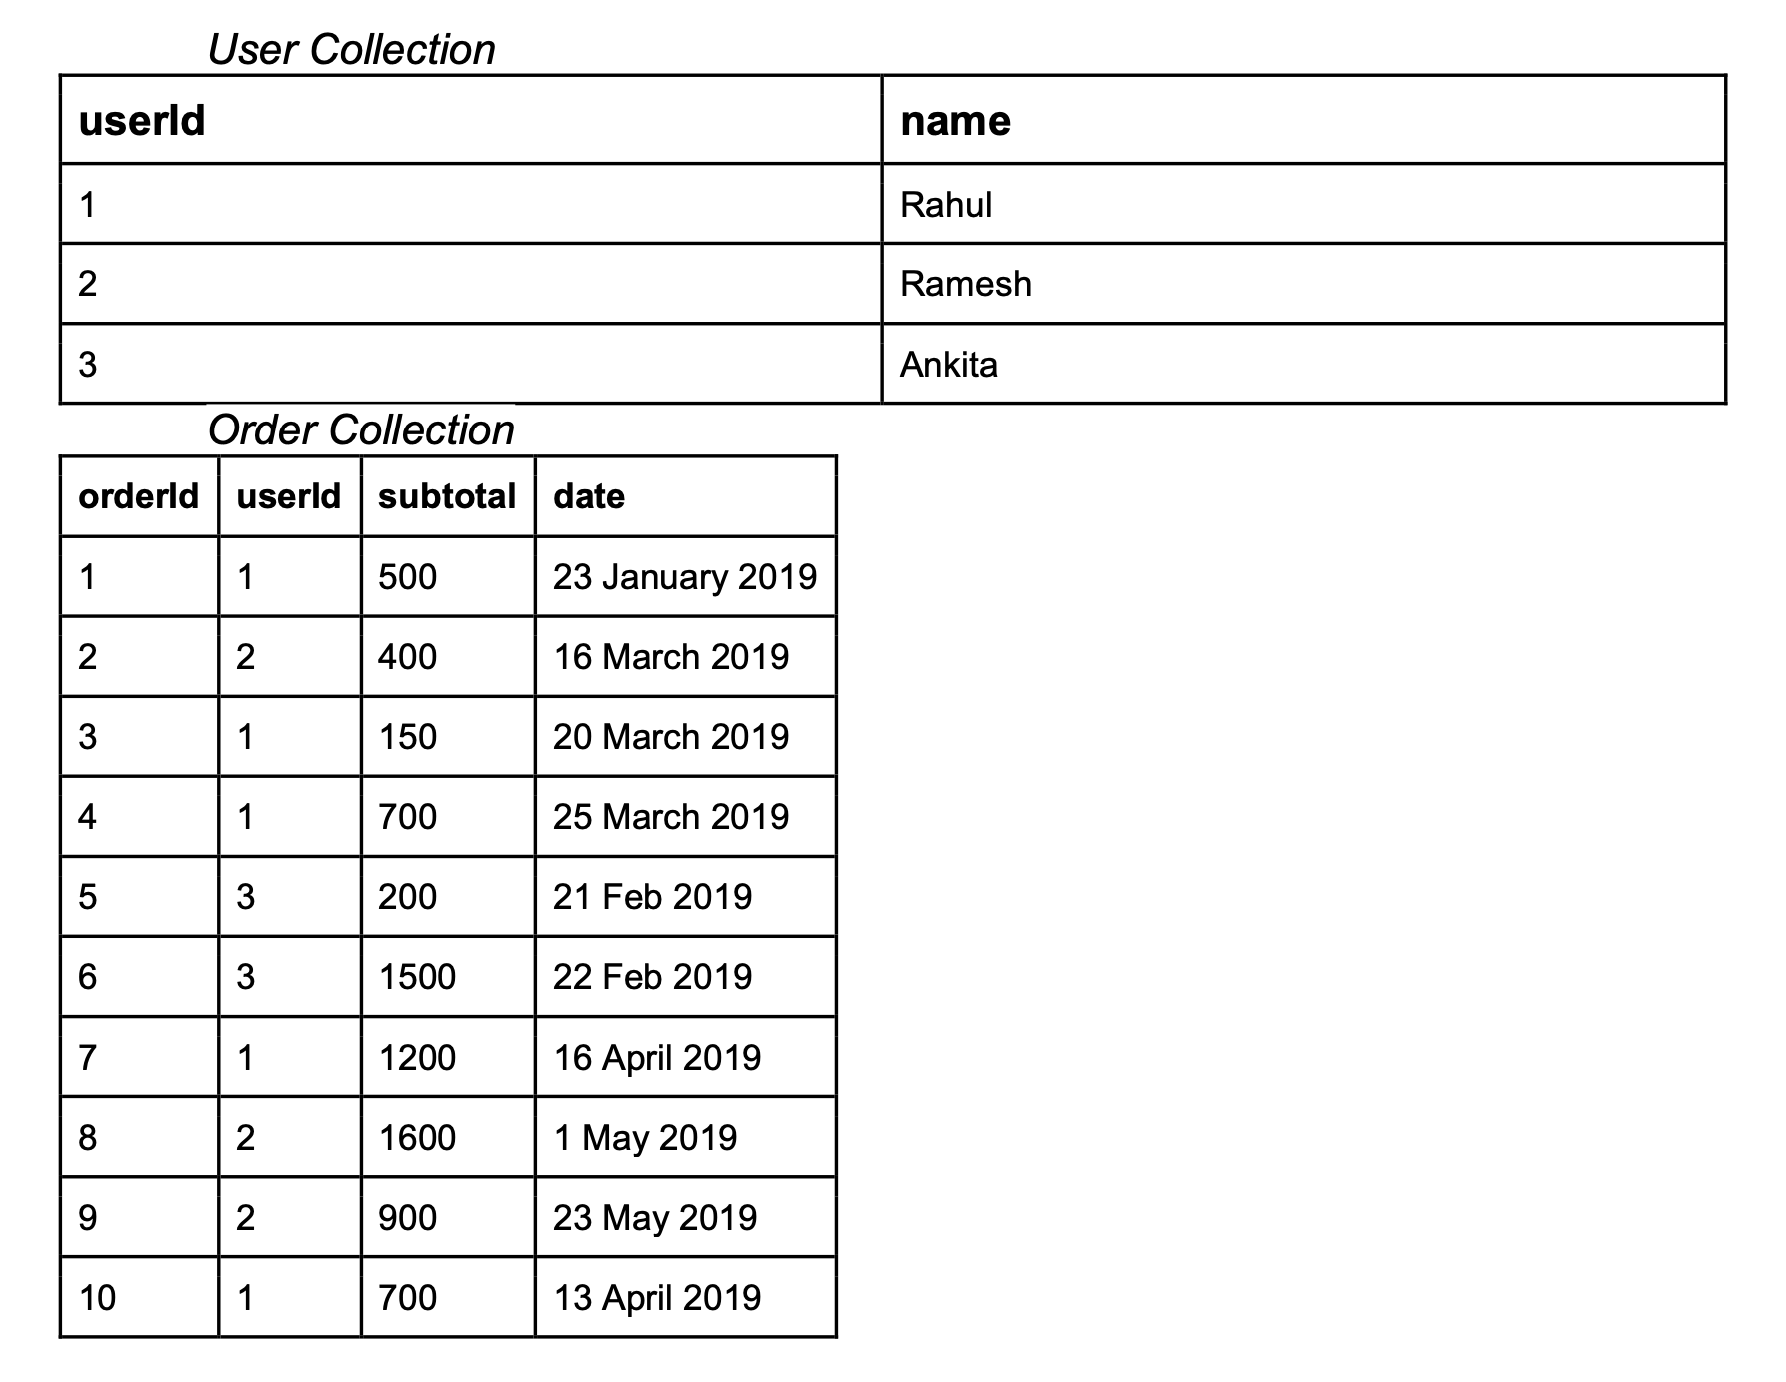 User Collection
userId name
1 Rahul
2 Ramesh
3 Ankita
Order Collection
orderId userId subtotal date
1 1 500 23 January 2019
2 2 400 16 March 2019
3 1 150 20 March 2019
4 1 700 25 March 2019
5 3 200 21 Feb 2019
6 3 1500 22 Feb 2019
7 1 1200 16 April 2019
8 2 1600 1 May 2019
9 2 900 23 May 2019
10 1 700 13 April 2019